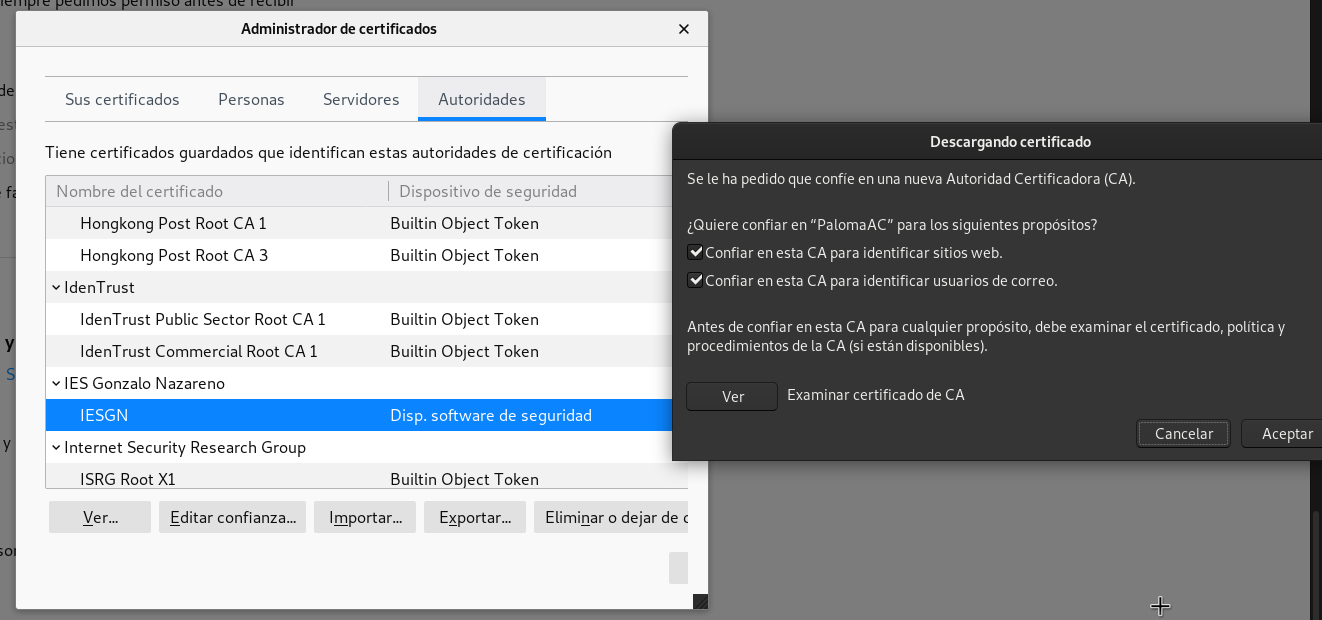 iempre pedimos permiso antes de recibir
Administrador de certificados
Sus certificados Personas Servidores Autoridades
Tiene certificados guardados que identifican estas autoridades de certificación
Nombre del certificado Dispositivo de seguridad
Hongkong Post Root CA 1 Builtin Object Token
Hongkong Post Root CA 3 Builtin Object Token
IdenTrust
IdenTrust Public Sector Root CA 1 Builtin Object Token
IdenTrust Commercial Root CA 1 Builtin Object Token
IES Gonzalo Nazareno
IESGN Disp. software de seguridad
Internet Security Research Group
ISRG Root X1 Builtin Object Token
Ver... Editar confianza... Importar... Exportar... Eliminar o dejar de c
de
est
cio
e fa
y
S
y
sor
Descargando certificado
Se le ha pedido que confíe en una nueva Autoridad Certificadora (CA).
¿Quiere confiar en “PalomaAC” para los siguientes propósitos?
Confiar en esta CA para identificar sitios web.
Confiar en esta CA para identificar usuarios de correo.
Antes de confiar en esta CA para cualquier propósito, debe examinar el certificado, política y
procedimientos de la CA (si están disponibles).
Ver Examinar certificado de CA
Cancelar Aceptar